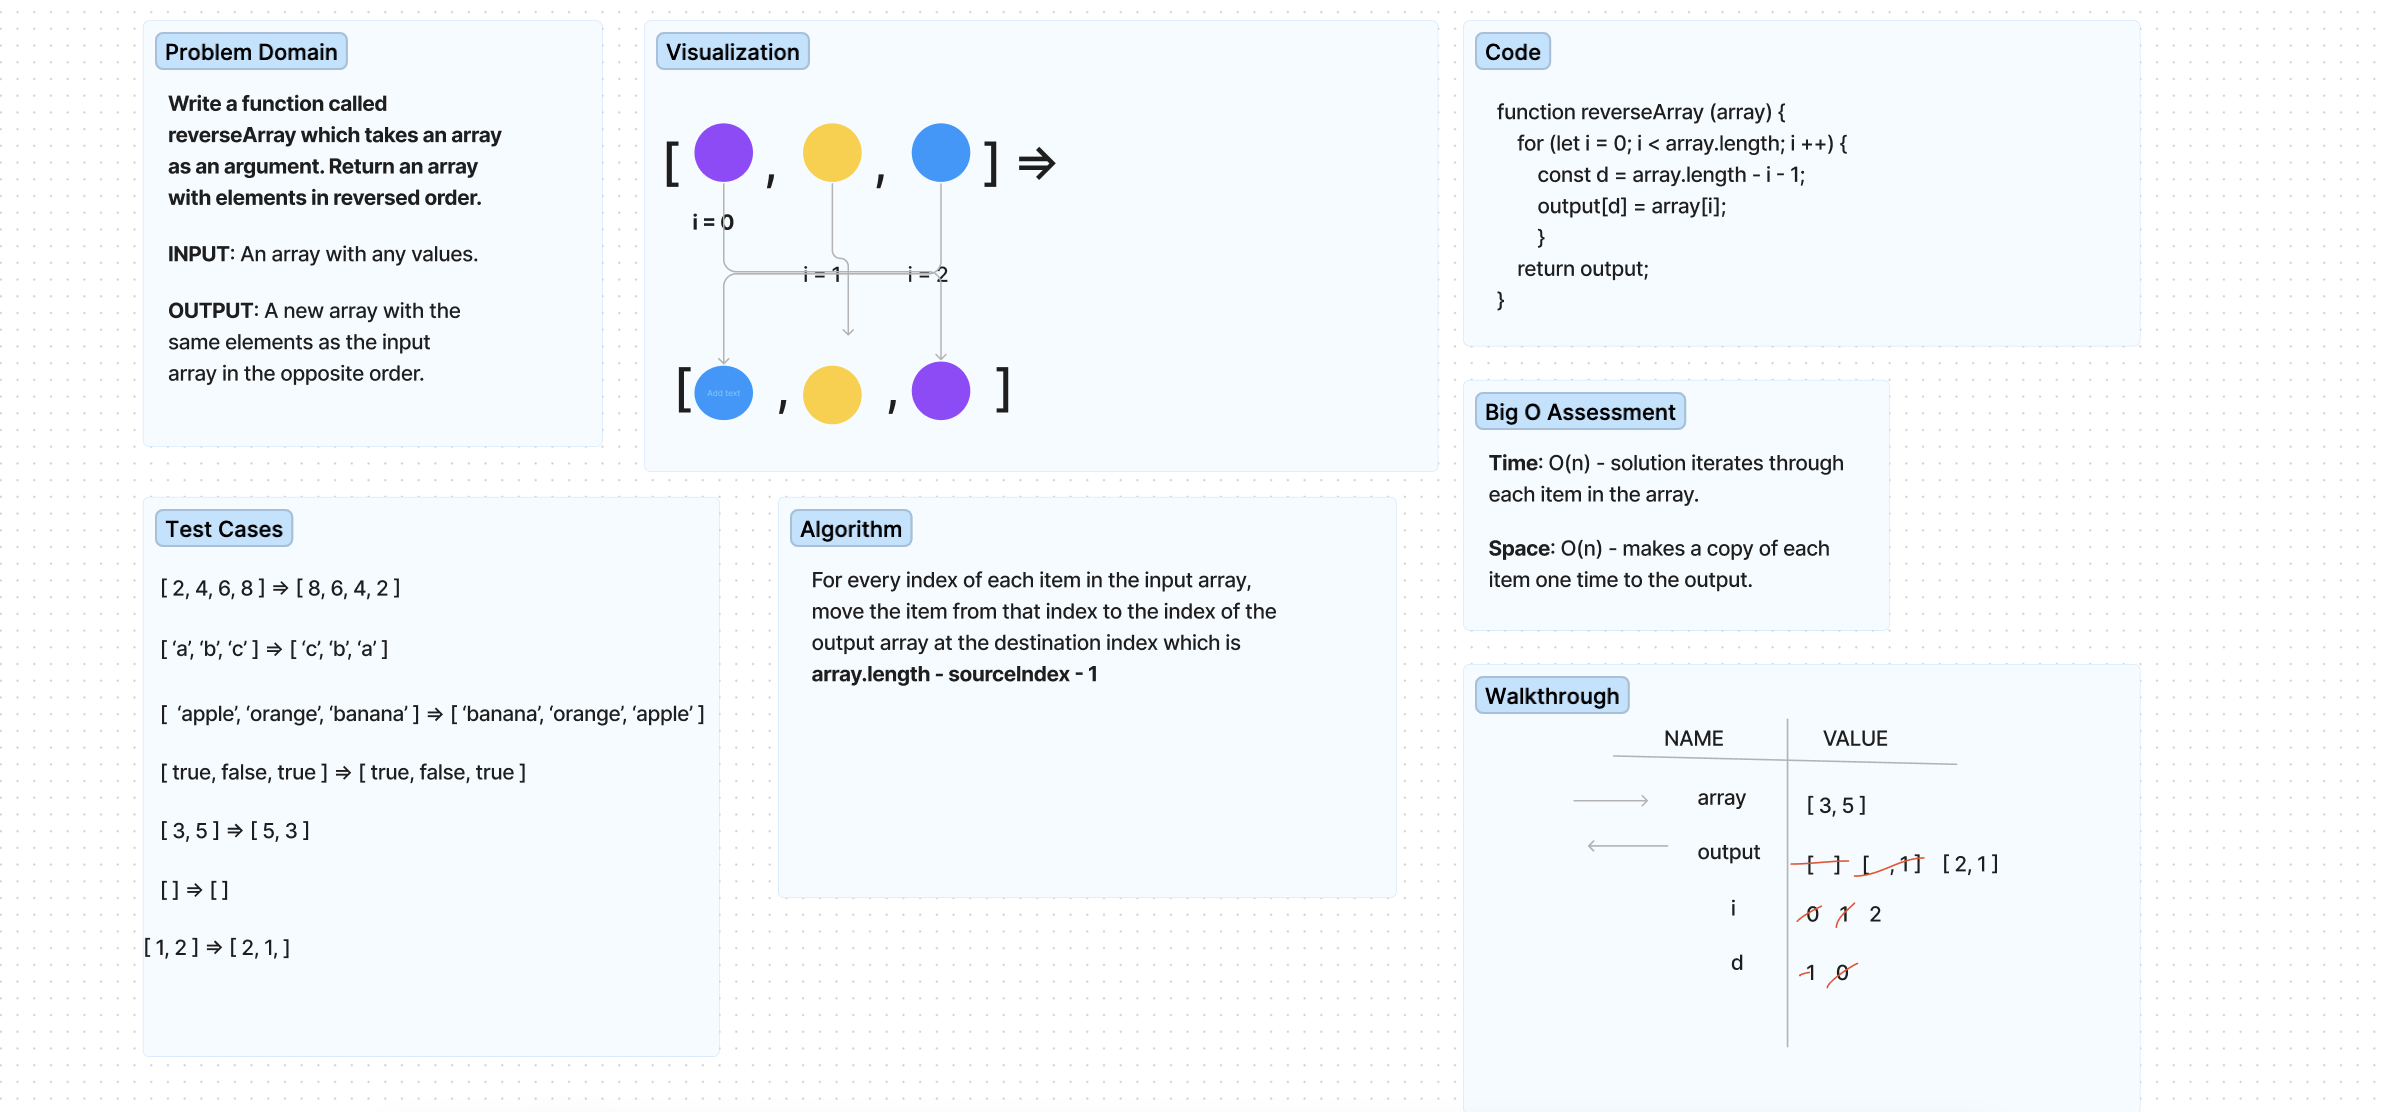 Problem Domain
Write a function called
reverseArray which takes an array
as an argument. Return an array
with elements in reversed order.
INPUT: An array with any values.
OUTPUT: A new array with the
same elements as the input
array in the opposite order.
Visualization
[ , , ] ⇒
i = 0
i = 1 i = 2
[ Add text , , ]
Test Cases
[ 2, 4, 6, 8 ] ⇒ [ 8, 6, 4, 2 ]
[ ‘a’, ‘b’, ‘c’ ] ⇒ [ ‘c’, ‘b’, ‘a’ ]
[ ‘apple’, ‘orange’, ‘banana’ ] ⇒ [ ‘banana’, ‘orange’, ‘apple’ ]
[ true, false, true ] ⇒ [ true, false, true ]
[ 3, 5 ] ⇒ [ 5, 3 ]
[ ] ⇒ [ ]
[ 1, 2 ] ⇒ [ 2, 1, ]
Algorithm
For every index of each item in the input array,
move the item from that index to the index of the
output array at the destination index which is
array.length - sourceIndex - 1
Code
function reverseArray (array) {
for (let i = 0; i < array.length; i ++) {
const d = array.length - i - 1;
output[d] = array[i];
}
return output;
}
Big O Assessment
Time: O(n) - solution iterates through
each item in the array.
Space: O(n) - makes a copy of each
item one time to the output.
Walkthrough
NAME VALUE
array [ 3, 5 ]
output [ ] [ , 1 ] [ 2, 1 ]
i 0 1 2
d 1 0